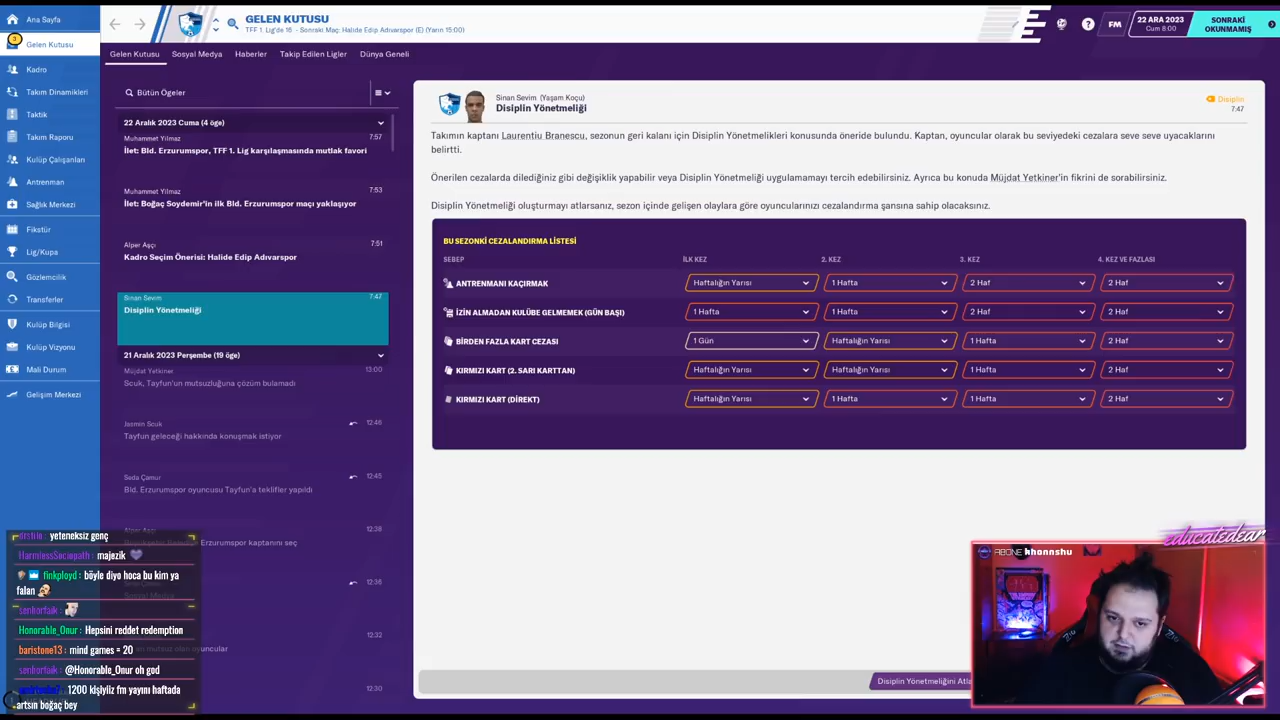 Ana Sayfa
3
Gelen Kutusu
Kadro
Takım Dinamikleri
Taktik
Takım Raporu
Kulüp Çalışanları
Antrenman
Sağlık Merkezi
Fikstür
Lig/Kupa
Gözlemcilik
Transferler
Kulüp Bilgisi
Kulüp Vizyonu
Mali Durum
Gelişim Merkezi
GELEN KUTUSU
TFF 1. Lig'de 16 - Sonraki Maç: Halide Edip Adıvarspor (E) (Yarın 15:00)
FM
22 ARA 2023
Cum 8:00
SONRAKİ
OKUNMAMIŞ
Gelen Kutusu
Sosyal Medya
Haberler
Takip Edilen Ligler
Dünya Geneli
Bütün Ögeler
22 Aralık 2023 Cuma (4 öge)
Muhammet Yılmaz 7:57
İlet: Bld. Erzurumspor, TFF 1. Lig karşılaşmasında mutlak favori
Muhammet Yılmaz 7:53
İlet: Boğaç Soydemir'in ilk Bld. Erzurumspor maçı yaklaşıyor
Alper Aşçı 7:51
Kadro Seçim Önerisi: Halide Edip Adıvarspor
Sinan Sevim 7:47
Disiplin Yönetmeliği
21 Aralık 2023 Perşembe (19 öge)
Müjdat Yetkiner 13:00
Scuk, Tayfun'un mutsuzluğuna çözüm bulamadı
Jasmin Scuk 12:46
Tayfun geleceği hakkında konuşmak istiyor
Seda Çamur 12:45
Bld. Erzurumspor oyuncusu Tayfun'a teklifler yapıldı
Alper Aşçı 12:38
Erzurumspor kaptanını seç
12:36
Sosyal Medya
12:32
mutsuz olan oyuncular
12:30
Sinan Sevim (Yaşam Koçu)
Disiplin Yönetmeliği
Disiplin
7:47
Takımın kaptanı Laurentiu Branescu, sezonun geri kalanı için Disiplin Yönetmelikleri konusunda öneride bulundu. Kaptan, oyuncular olarak bu seviyedeki cezalara seve seve uyacaklarını
belirtti.
Önerilen cezalarda dilediğiniz gibi değişiklik yapabilir veya Disiplin Yönetmeliği uygulamamayı tercih edebilirsiniz. Ayrıca bu konuda Müjdat Yetkiner'in fikrini de sorabilirsiniz.
Disiplin Yönetmeliği oluşturmayı atlarsanız, sezon içinde gelişen olaylara göre oyuncularınızı cezalandırma şansına sahip olacaksınız.
BU SEZONKİ CEZALANDIRMA LİSTESİ
SEBEP İLK KEZ 2. KEZ 3. KEZ 4. KEZ VE FAZLASI
ANTRENMANI KAÇIRMAK Haftalığın Yarısı 1 Hafta 2 Haf 2 Haf
İZİN ALMADAN KULÜBE GELMEMEK (GÜN BAŞI) 1 Hafta 1 Hafta 2 Haf 2 Haf
BİRDEN FAZLA KART CEZASI 1 Gün Haftalığın Yarısı 1 Hafta 2 Haf
KIRMIZI KART (2. SARI KARTTAN) Haftalığın Yarısı Haftalığın Yarısı 1 Hafta 2 Haf
KIRMIZI KART (DİREKT) Haftalığın Yarısı 1 Hafta 1 Hafta 2 Haf
Disiplin Yönetmeliğini Atla
yeteneksiz genç
HarmlessSociopath: majezik
finkployd: böyle diyo hoca bu kim ya
falan
senborfaik:
Honorable_Onur: Hepsini reddet redemption
baristone13: mind games = 20
senborfaik: @Honorable_Onur oh god
1200 kişiyliz fm yayını haftada
artsın boğaç bey
educatedear
ABONE khonnshu